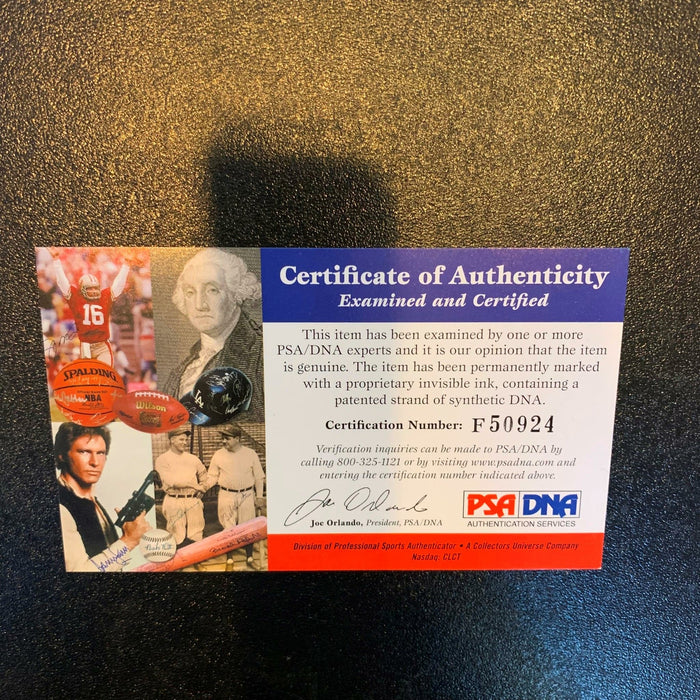 Certificate of Authenticity
Examined and Certified
This item has been examined by one or more
PSA/DNA experts and it is our opinion that the item
is genuine. The item has been permanently marked
with a proprietary invisible ink, containing a
patented strand of synthetic DNA.
Certification Number: F50924
Verification inquiries can be made to PSA/DNA by
calling 800-325-1121 or by visiting www.psadna.com and
entering the certification number indicated above.
Joe Orlando
Joe Orlando, President, PSA/DNA
PSA DNA
AUTHENTICATION SERVICES
Division of Professional Sports Authenticator • A Collectors Universe Company
Nasdaq: CLCT
16
SPALDING
NBA
Wilson
LA